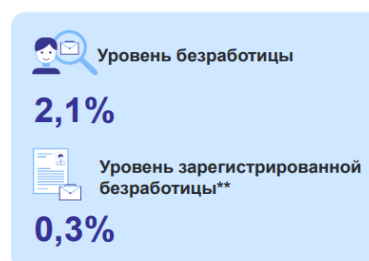 Уровень безработицы
2,1%
Уровень зарегистрированной
безработицы**
0,3%